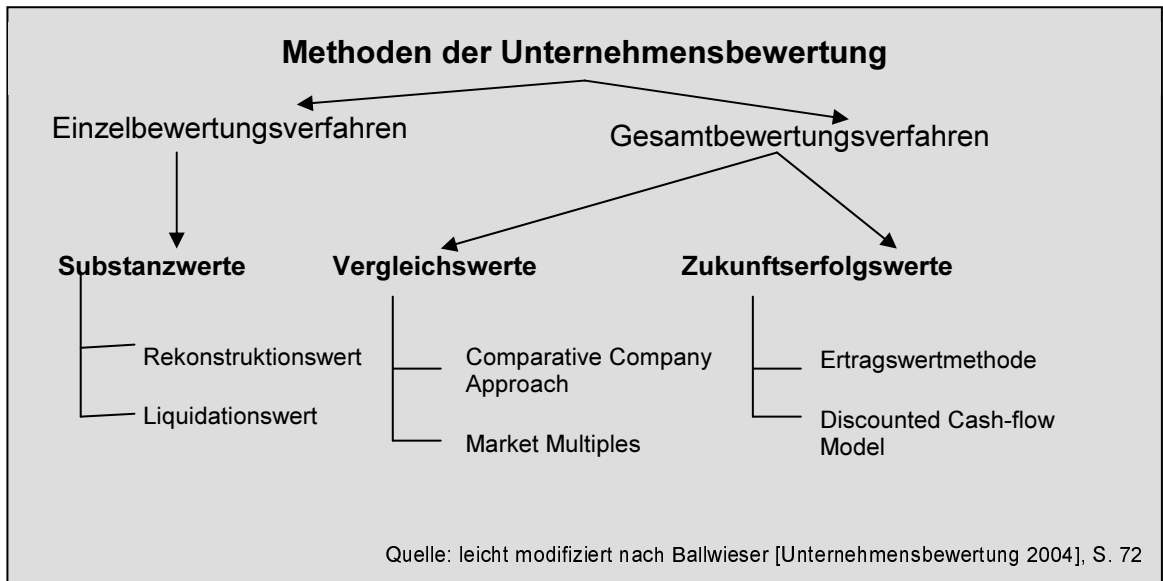 Methoden der Unternehmensbewertung
Einzelbewertungsverfahren
Gesamtbewertungsverfahren
Substanzwerte
Rekonstruktionswert
Liquidationswert
Vergleichswerte
Comparative Company
Approach
Market Multiples
Zukunftserfolgswerte
Ertragswertmethode
Discounted Cash-flow
Model
Quelle: leicht modifiziert nach Ballwieser [Unternehmensbewertung 2004], S. 72